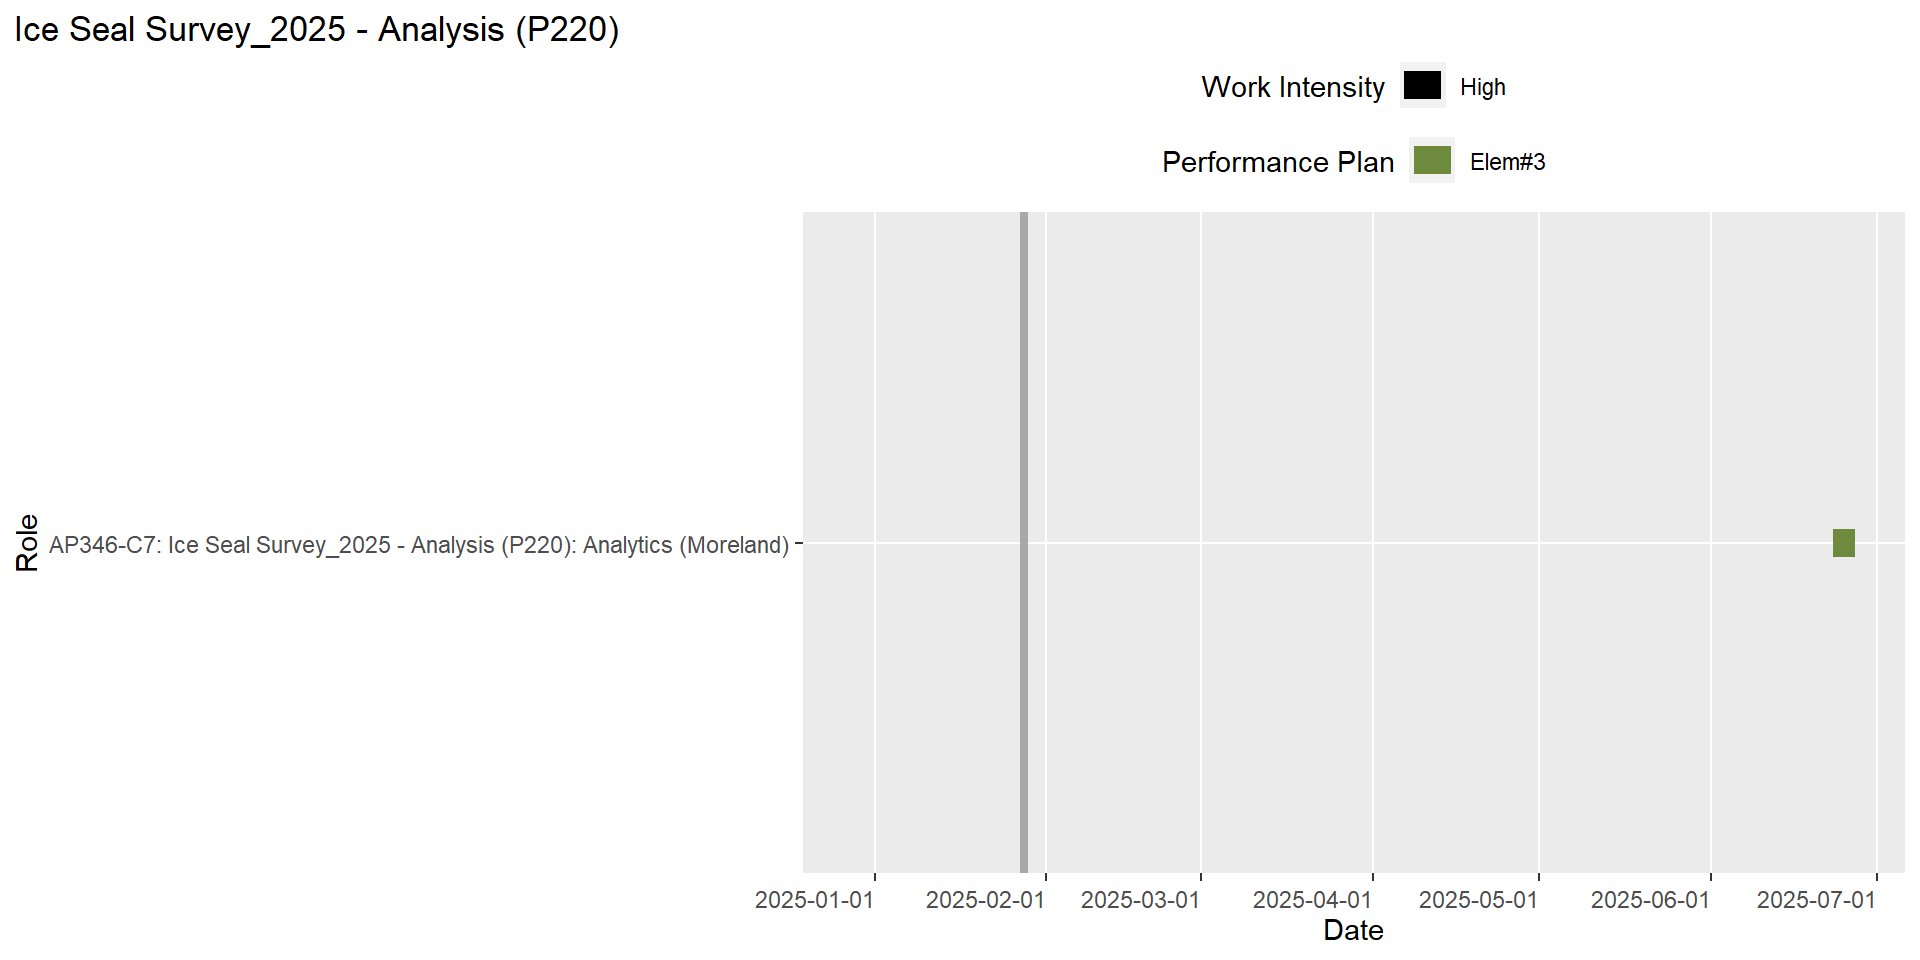 Ice Seal Survey_2025 - Analysis (P220)
Work Intensity High
Performance Plan Elem#3
Role
AP346-C7: Ice Seal Survey_2025 - Analysis (P220): Analytics (Moreland)
2025-01-01 2025-02-01 2025-03-01 2025-04-01 2025-05-01 2025-06-01 2025-07-01
Date